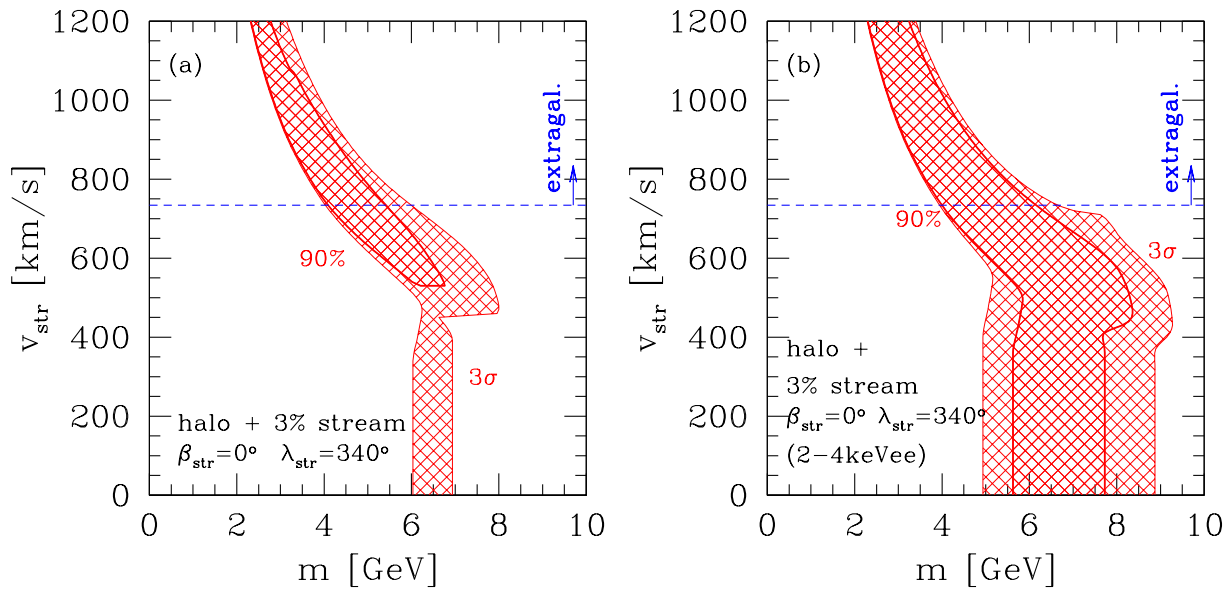 (a)
1200
1000
800
600
400
200
0
v_str [km/s]
extragal.
90%
3σ
halo + 3% stream
β_str=0° λ_str=340°
0 2 4 6 8 10
m [GeV]
(b)
1200
1000
800
600
400
200
0
v_str [km/s]
extragal.
90%
3σ
halo +
3% stream
β_str=0° λ_str=340°
(2-4keVee)
0 2 4 6 8 10
m [GeV]